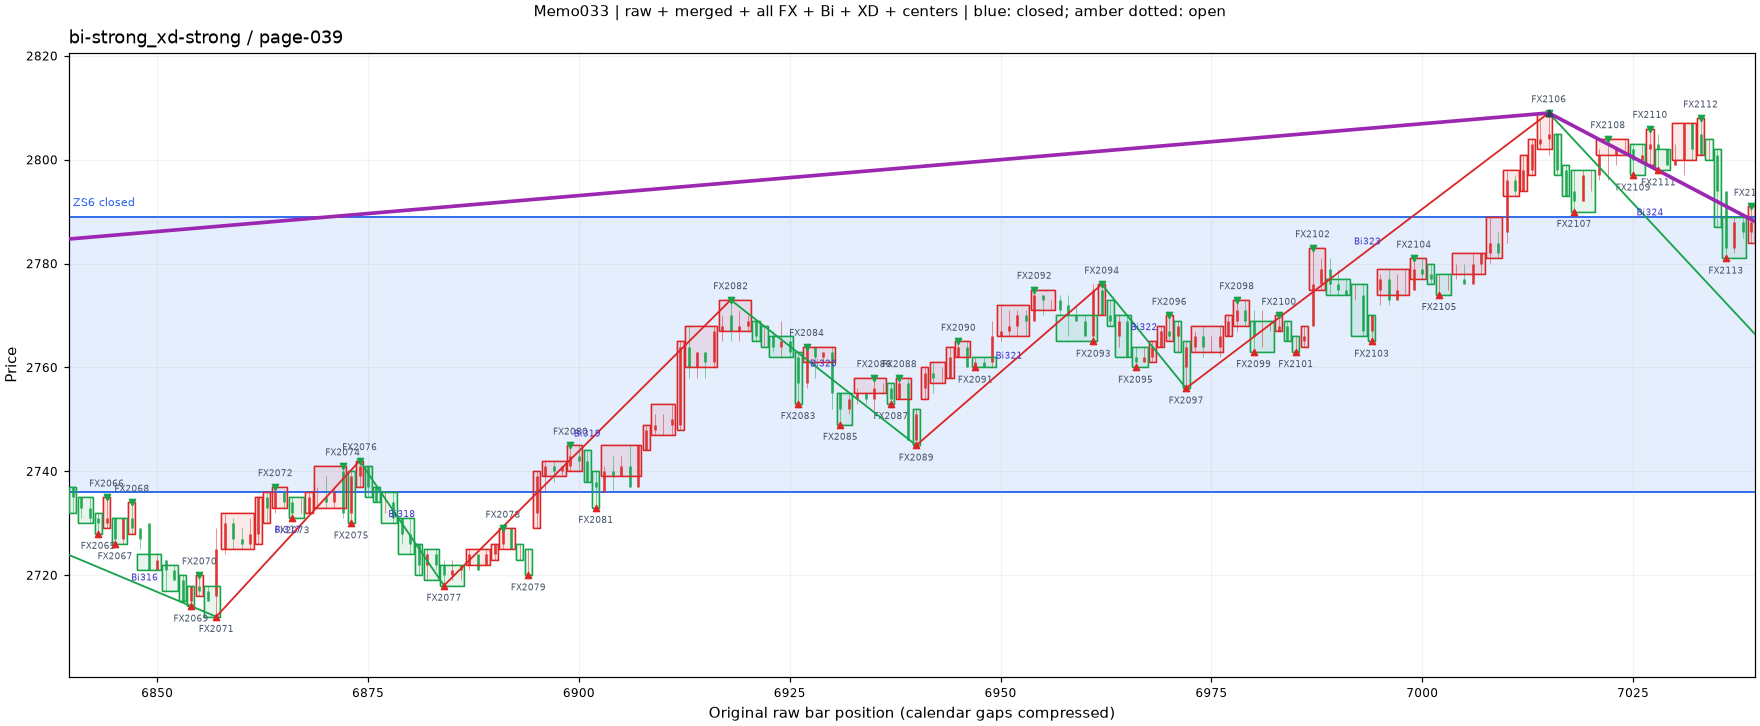 Memo033 | raw + merged + all FX + Bi + XD + centers | blue: closed; amber dotted: open
bi-strong_xd-strong / page-039
Price
2820
2800
2780
2760
2740
2720
ZS6 closed
FX2106
FX2112
FX2110
FX2108
FX2109
FX2111
FX2107
Bi324
FX2113
FX2102
Bi323
FX2104
FX2105
FX2103
FX2092
FX2094
FX2096
FX2098
FX2100
FX2093
Bi322
FX2095
FX2099
FX2101
FX2097
FX2082
FX2084
FX2090
Bi321
FX2091
FX2088
FX2083
FX2087
FX2085
FX2089
Bi319
FX2081
FX2076
FX2074
FX2072
FX2066
FX2068
FX2067
FX2075
Bi318
FX2078
FX2079
FX2077
FX2070
Bi316
FX2069
FX2071
6850
6875
6900
6925
6950
6975
7000
7025
Original raw bar position (calendar gaps compressed)